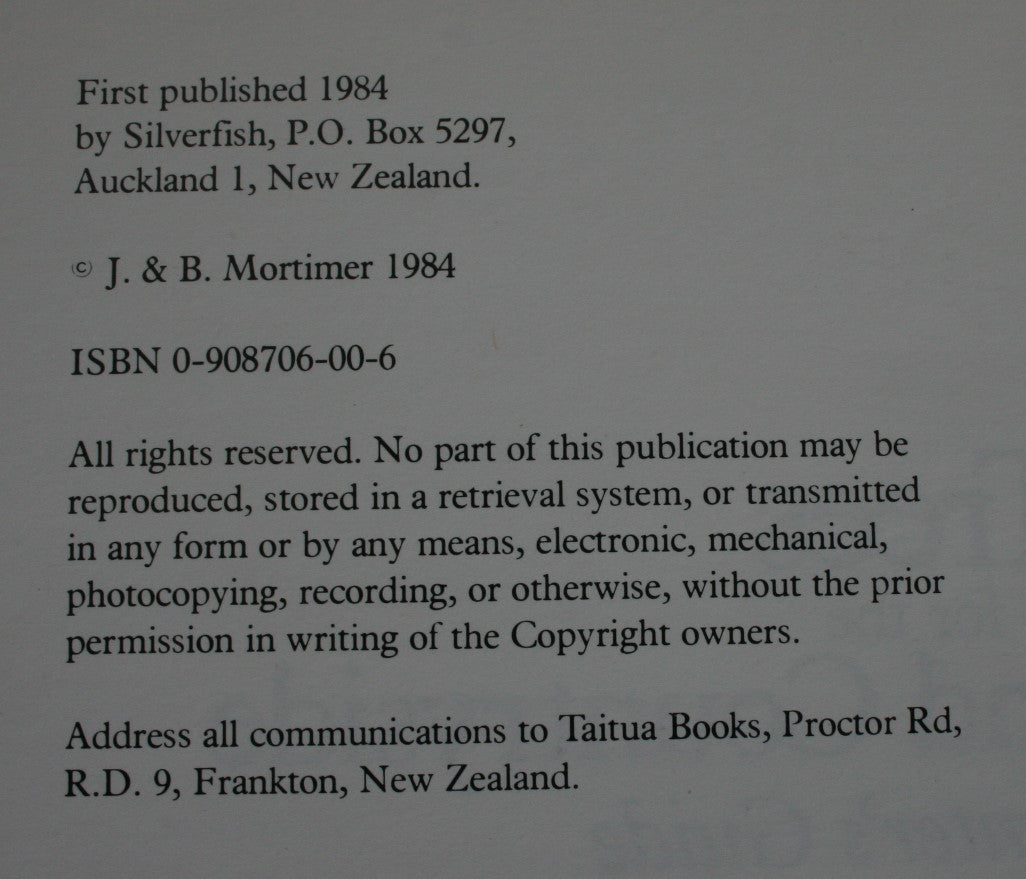 First published 1984
by Silverfish, P.O. Box 5297,
Auckland 1, New Zealand.
© J. & B. Mortimer 1984
ISBN 0-908706-00-6
All rights reserved. No part of this publication may be
reproduced, stored in a retrieval system, or transmitted
in any form or by any means, electronic, mechanical,
photocopying, recording, or otherwise, without the prior
permission in writing of the Copyright owners.
Address all communications to Taitua Books, Proctor Rd,
R.D. 9, Frankton, New Zealand.